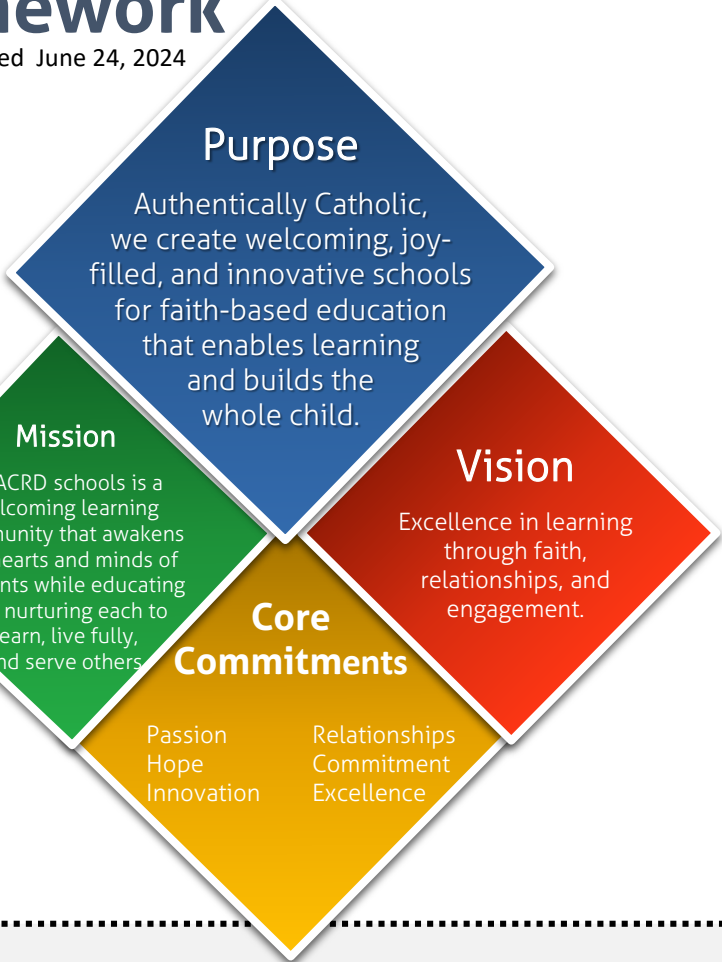 ework
ed June 24, 2024
Purpose
Authentically Catholic,
we create welcoming, joy-
filled, and innovative schools
for faith-based education
that enables learning
and builds the
whole child.
Mission
ACRD schools is a
lcoming learning
unity that awakens
hearts and minds of
nts while educating
nurturing each to
earn, live fully,
nd serve others
Vision
Excellence in learning
through faith,
relationships, and
engagement.
Core
Commitments
Passion
Hope
Innovation
Relationships
Commitment
Excellence